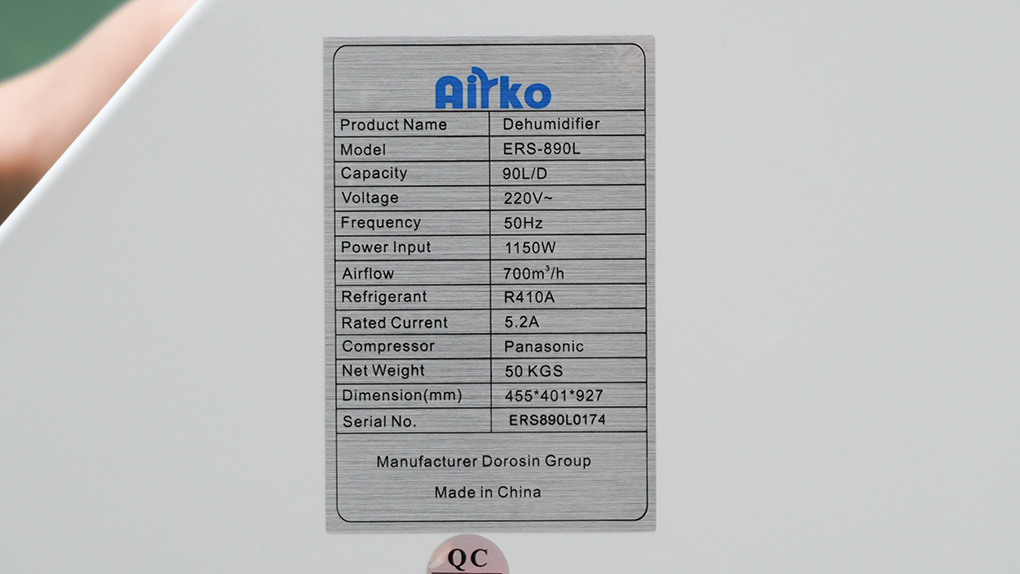 Airko
Product Name Dehumidifier
Model ERS-890L
Capacity 90L/D
Voltage 220V~
Frequency 50Hz
Power Input 1150W
Airflow 700m³/h
Refrigerant R410A
Rated Current 5.2A
Compressor Panasonic
Net Weight 50 KGS
Dimension(mm) 455*401*927
Serial No. ERS890L0174
Manufacturer Dorosin Group
Made in China
QC